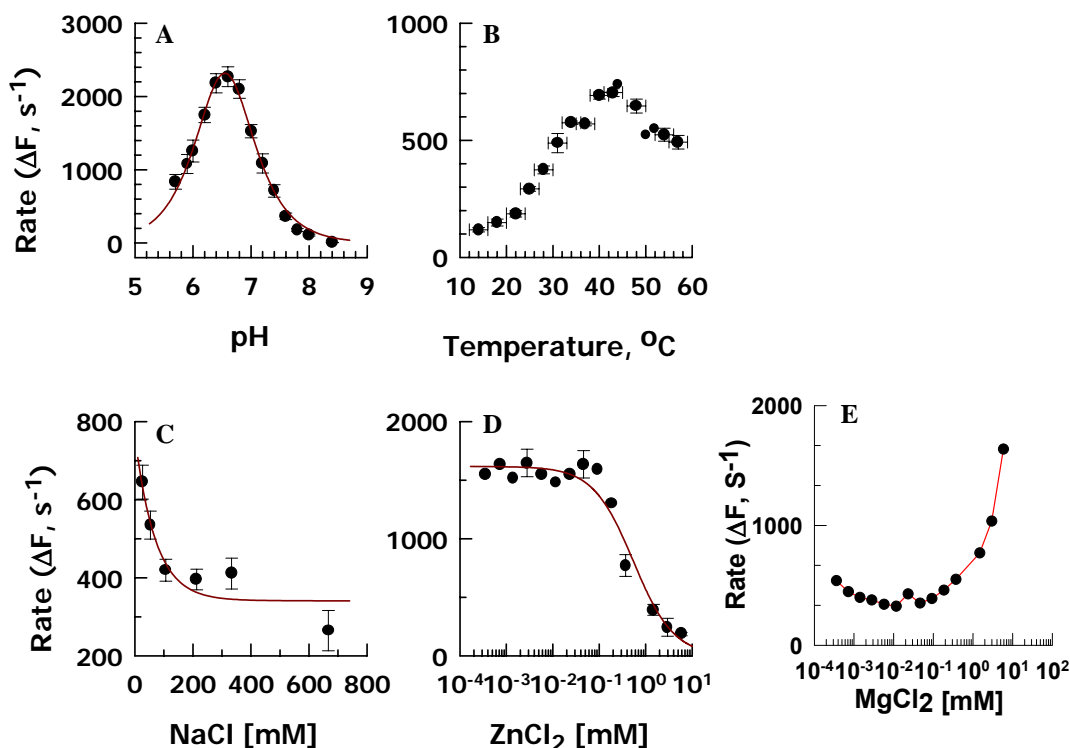 A
3000
2000
1000
0
Rate (ΔF, s⁻¹)
5 6 7 8 9
pH
B
1000
500
0
10 20 30 40 50 60
Temperature, ᵒC
C
800
600
400
200
Rate (ΔF, s⁻¹)
0 200 400 600 800
NaCl [mM]
D
2000
1000
0
10⁻⁴ 10⁻³ 10⁻² 10⁻¹ 10⁰ 10¹
ZnCl₂ [mM]
E
2000
1000
0
Rate (ΔF, S⁻¹)
10⁻⁴ 10⁻³ 10⁻² 10⁻¹ 10⁰ 10¹ 10²
MgCl₂ [mM]